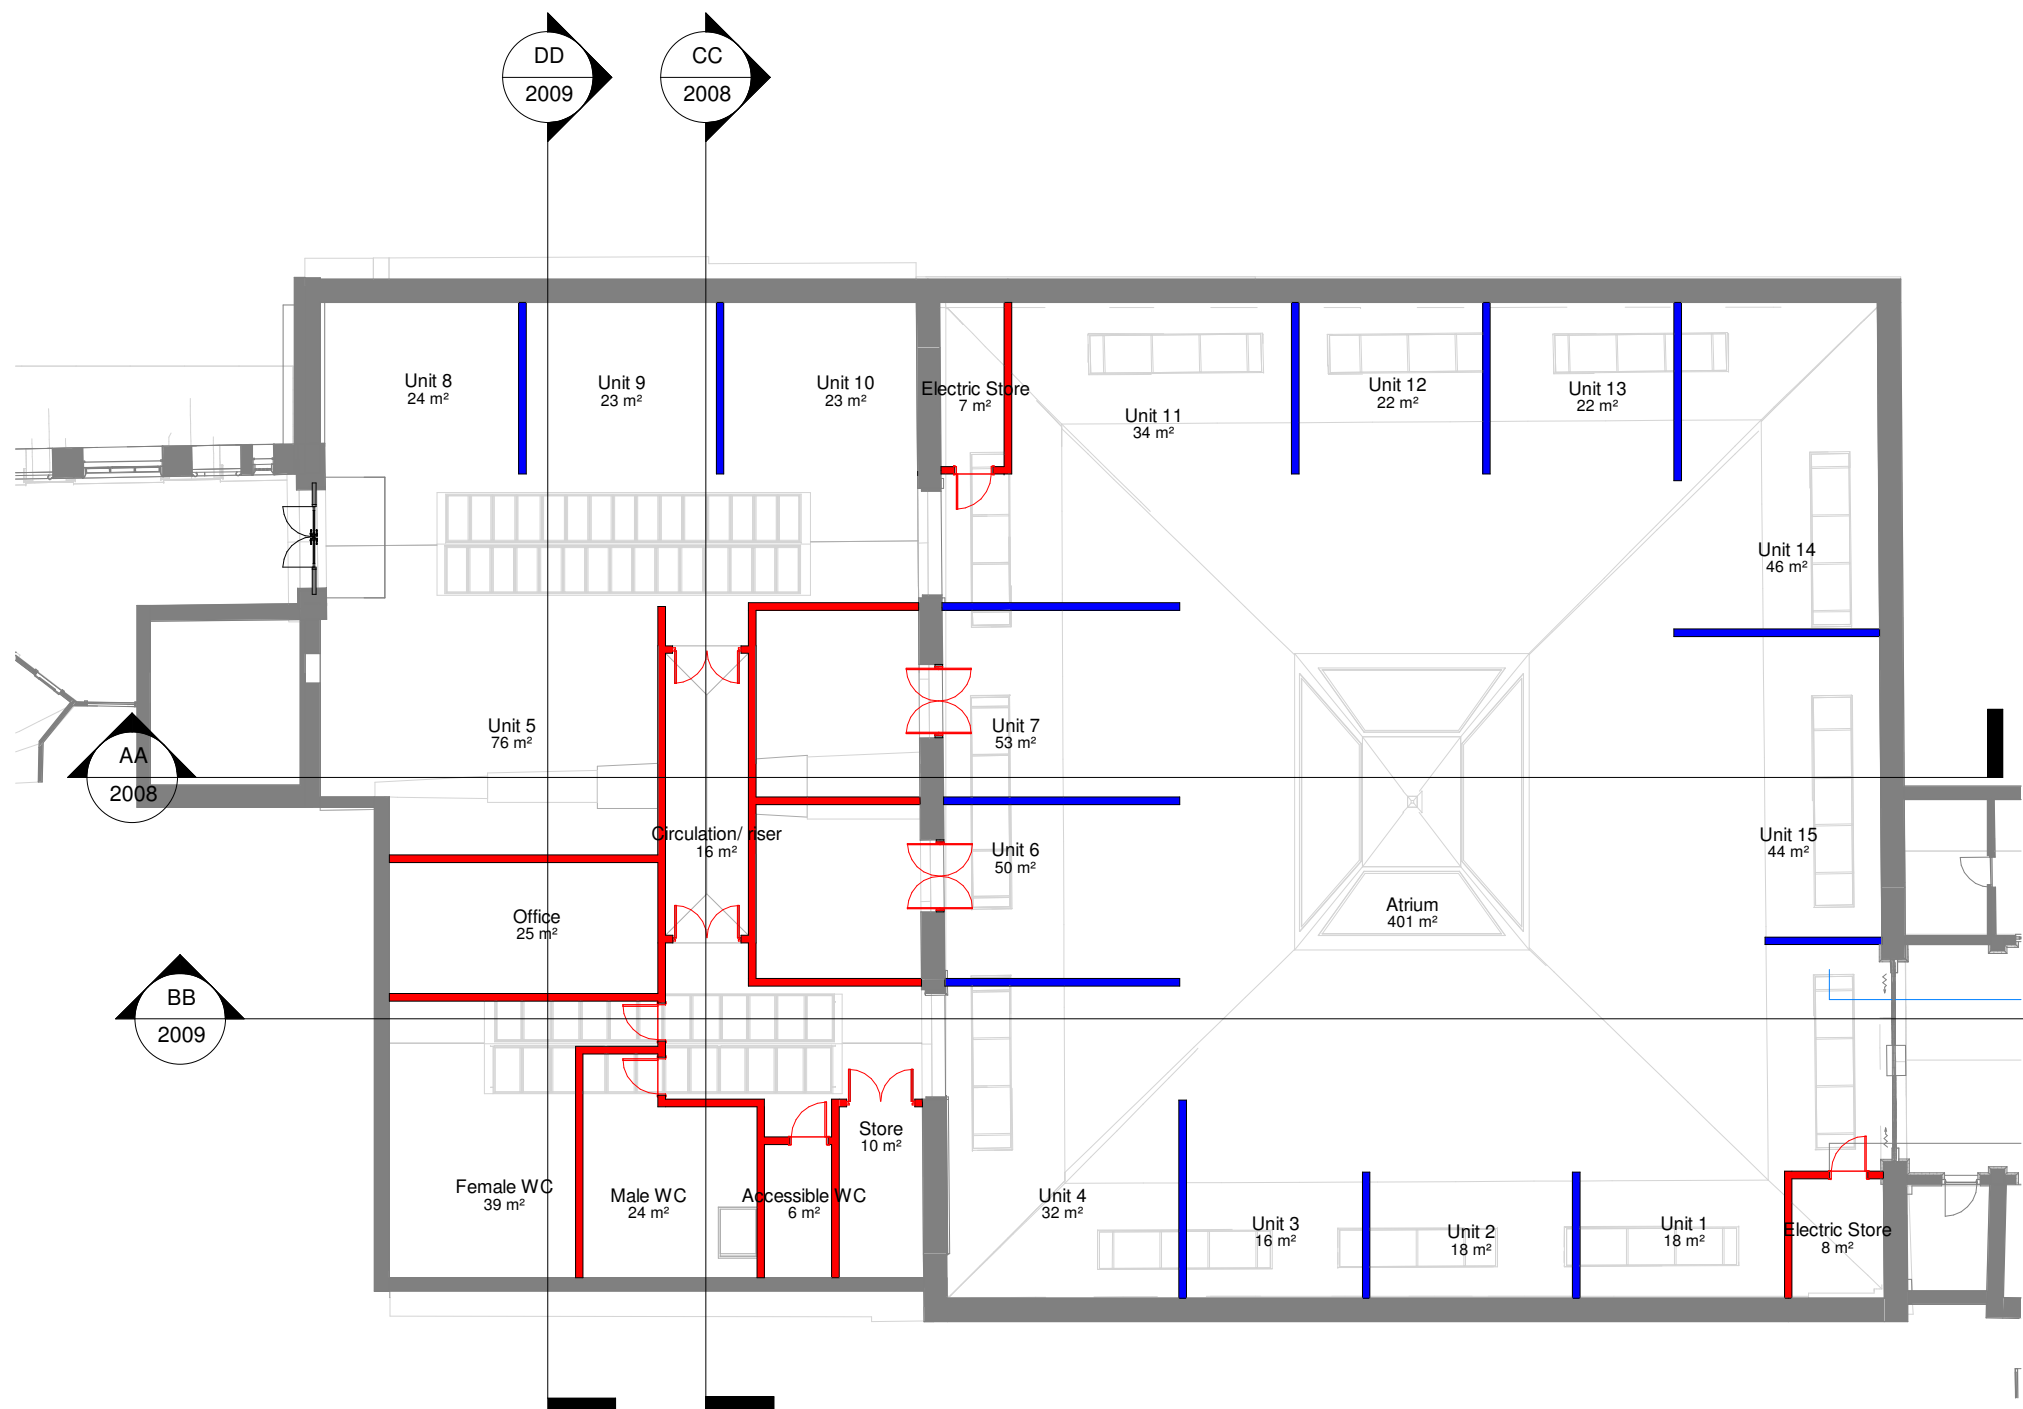 DD
2009
CC
2008
Unit 8
24 m²
Unit 9
23 m²
Unit 10
23 m²
Electric Store
7 m²
Unit 11
34 m²
Unit 12
22 m²
Unit 13
22 m²
Unit 14
46 m²
Unit 5
76 m²
Unit 7
53 m²
AA
2008
Circulation/ riser
16 m²
Unit 6
50 m²
Unit 15
44 m²
Office
25 m²
Atrium
401 m²
BB
2009
Store
10 m²
Female WC
39 m²
Male WC
24 m²
Accessible WC
6 m²
Unit 4
32 m²
Unit 3
16 m²
Unit 2
18 m²
Unit 1
18 m²
Electric Store
8 m²